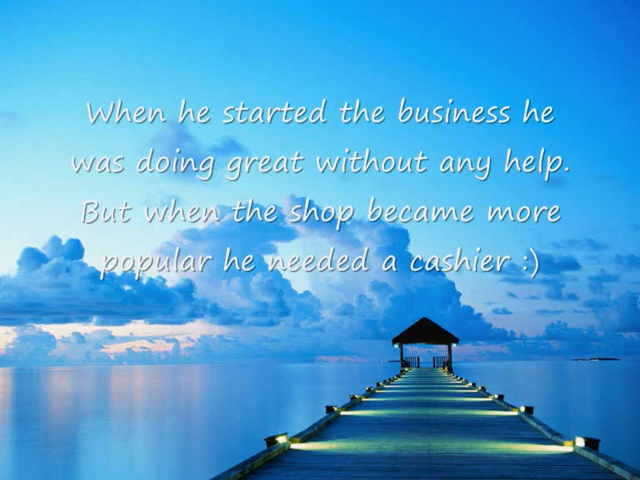 When he started the business he
was doing great without any help.
But when the shop became more
popular he needed a cashier :)